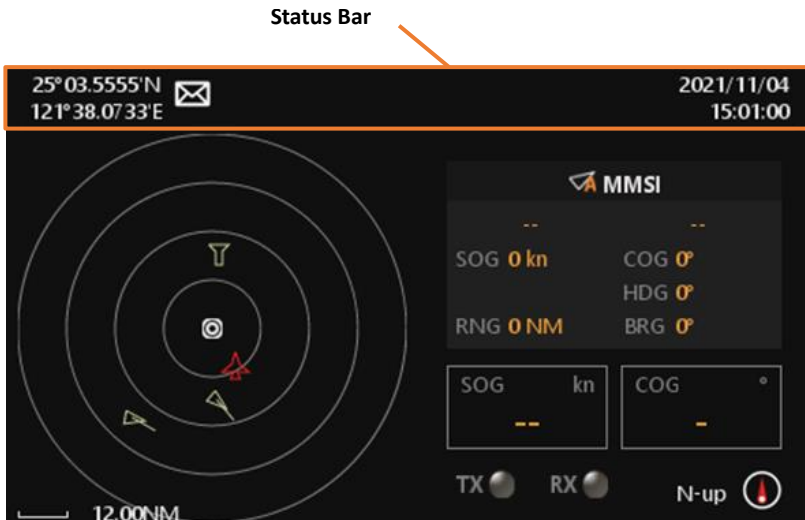 Status Bar
25°03.5555'N
121°38.0733'E
2021/11/04
15:01:00
A MMSI
-- --
SOG 0 kn COG 0°
HDG 0°
RNG 0 NM BRG 0°
SOG kn COG °
-- -
TX RX N-up
12.00NM